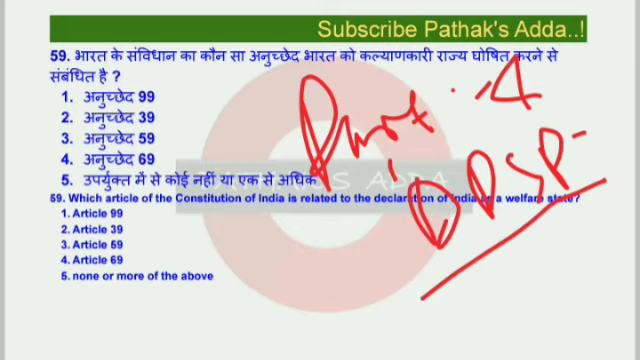 Subscribe Pathak's Adda..!
59. भारत के संविधान का कौन सा अनुच्छेद भारत को कल्याणकारी राज्य घोषित करने से
संबंधित है ?
1. अनुच्छेद 99
2. अनुच्छेद 39
3. अनुच्छेद 59
4. अनुच्छेद 69
5. उपर्युक्त में से कोई नहीं या एक से अधिक
Part - 4
DPSP
PATHAK'S ADDA
59. Which article of the Constitution of India is related to the declaration of India as a welfare state?
1. Article 99
2. Article 39
3. Article 59
4. Article 69
5. none or more of the above